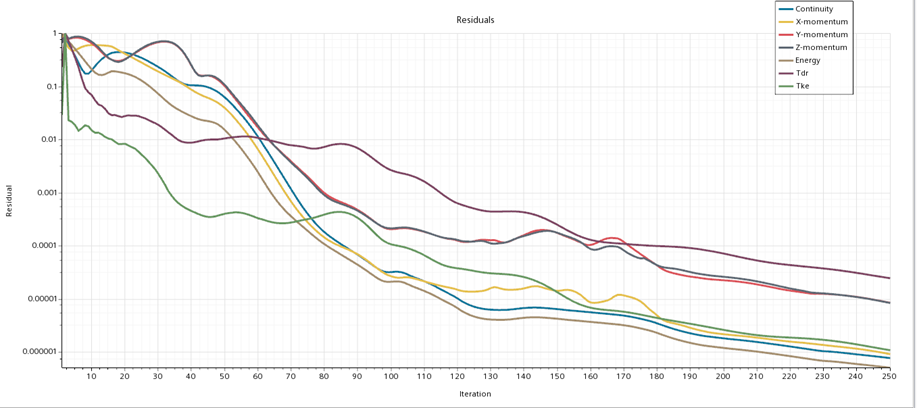 Residuals
Continuity
X-momentum
Y-momentum
Z-momentum
Energy
Tdr
Tke
1
0.1
0.01
0.001
0.0001
0.00001
0.000001
Residual
10 20 30 40 50 60 70 80 90 100 110 120 130 140 150 160 170 180 190 200 210 220 230 240 250
Iteration